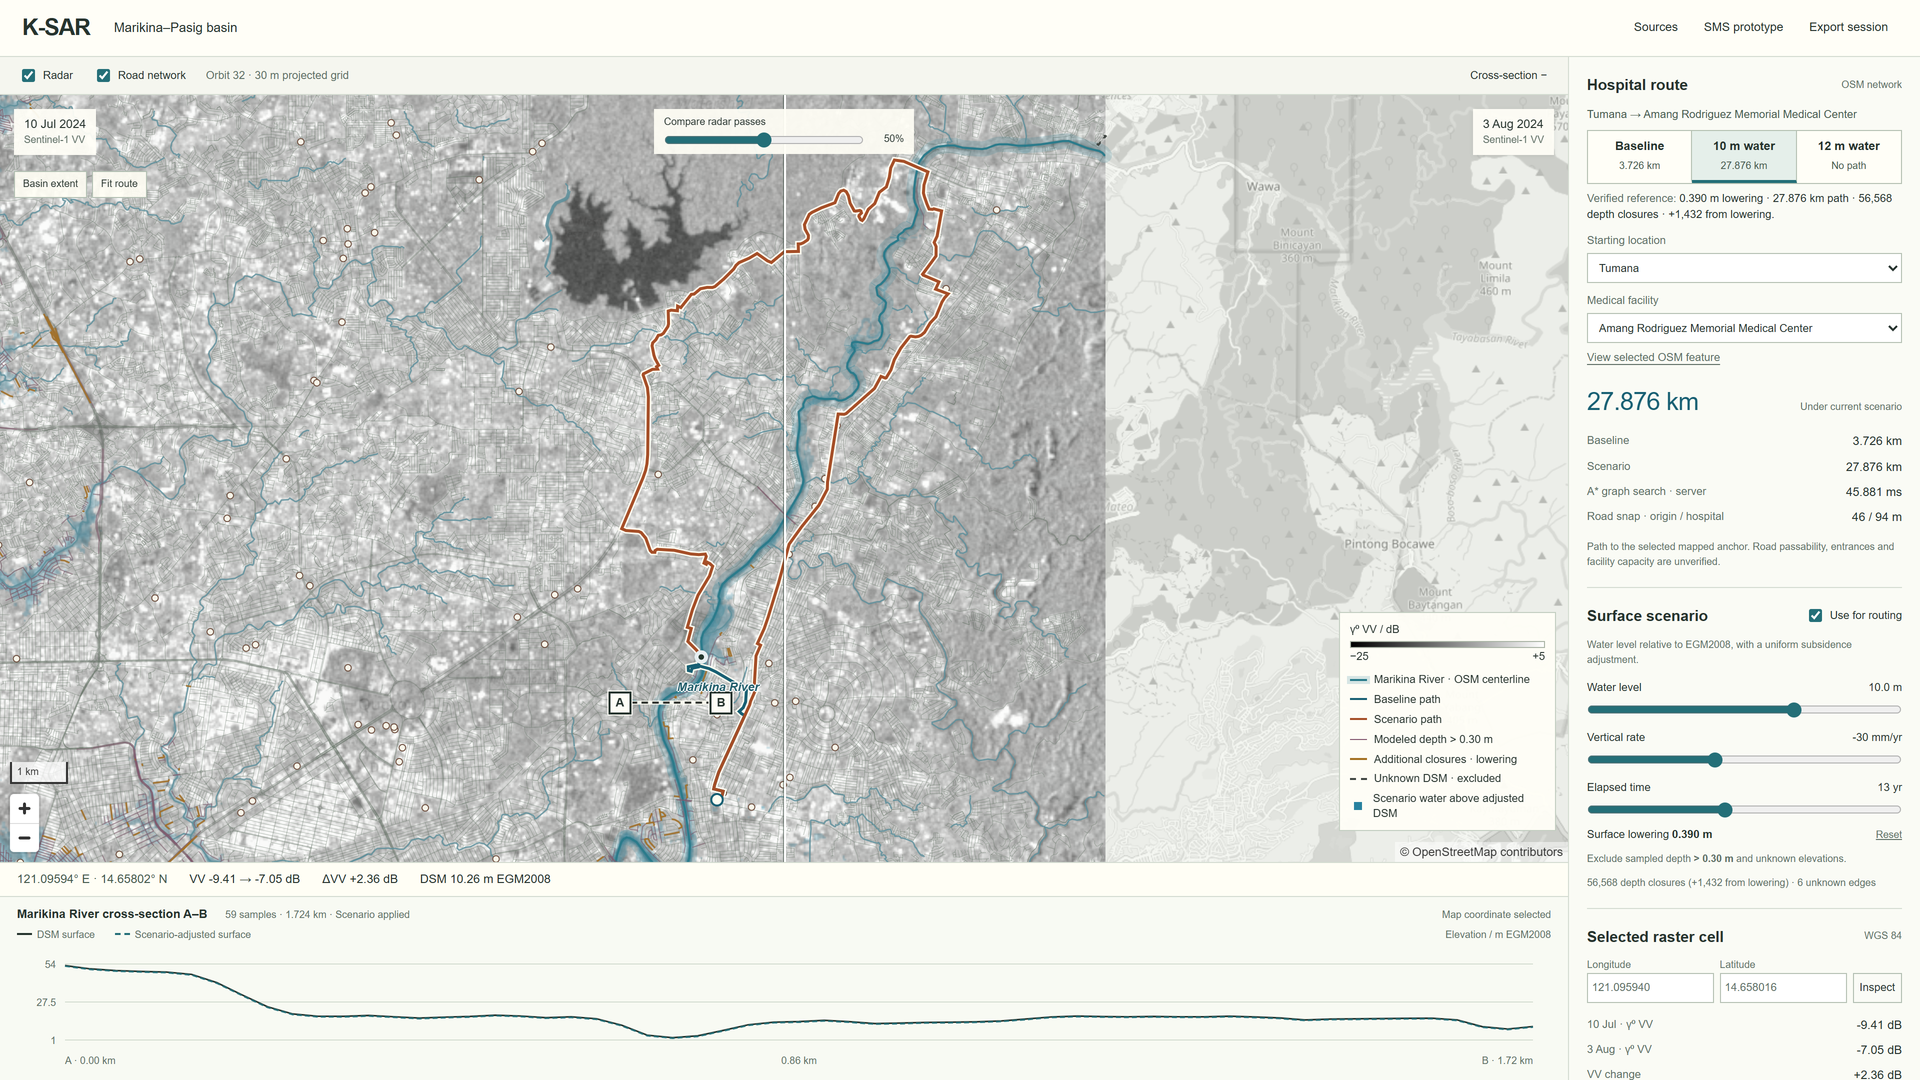 K-SAR
Marikina–Pasig basin
Sources
SMS prototype
Export session
Radar
Road network
Orbit 32 · 30 m projected grid
Cross-section −
10 Jul 2024
Sentinel-1 VV
Basin extent
Fit route
Compare radar passes
50%
3 Aug 2024
Sentinel-1 VV
Wawa
Mount
Binicayan
360 m
Mount
Limila
460 m
Tayabasan River
Pintong Bocawe
Mount
Baytangan
Marikina River
A
B
1 km
+
−
γ⁰ VV / dB
−25
+5
Marikina River · OSM centerline
Baseline path
Scenario path
Modeled depth > 0.30 m
Additional closures · lowering
Unknown DSM · excluded
Scenario water above adjusted
DSM
© OpenStreetMap contributors
121.09594° E · 14.65802° N
VV -9.41 → -7.05 dB
ΔVV +2.36 dB
DSM 10.26 m EGM2008
Marikina River cross-section A–B
59 samples · 1.724 km · Scenario applied
Map coordinate selected
DSM surface
Scenario-adjusted surface
Elevation / m EGM2008
54
27.5
1
A · 0.00 km
0.86 km
B · 1.72 km
Hospital route
OSM network
Tumana → Amang Rodriguez Memorial Medical Center
Baseline
3.726 km
10 m water
27.876 km
12 m water
No path
Verified reference: 0.390 m lowering · 27.876 km path · 56,568
depth closures · +1,432 from lowering.
Starting location
Tumana
Medical facility
Amang Rodriguez Memorial Medical Center
View selected OSM feature
27.876 km
Under current scenario
Baseline
3.726 km
Scenario
27.876 km
A* graph search · server
45.881 ms
Road snap · origin / hospital
46 / 94 m
Path to the selected mapped anchor. Road passability, entrances and
facility capacity are unverified.
Surface scenario
Use for routing
Water level relative to EGM2008, with a uniform subsidence
adjustment.
Water level
10.0 m
Vertical rate
-30 mm/yr
Elapsed time
13 yr
Surface lowering 0.390 m
Reset
Exclude sampled depth > 0.30 m and unknown elevations.
56,568 depth closures (+1,432 from lowering) · 6 unknown edges
Selected raster cell
WGS 84
Longitude
Latitude
121.095940
14.658016
Inspect
10 Jul · γ⁰ VV
-9.41 dB
3 Aug · γ⁰ VV
-7.05 dB
VV change
+2.36 dB